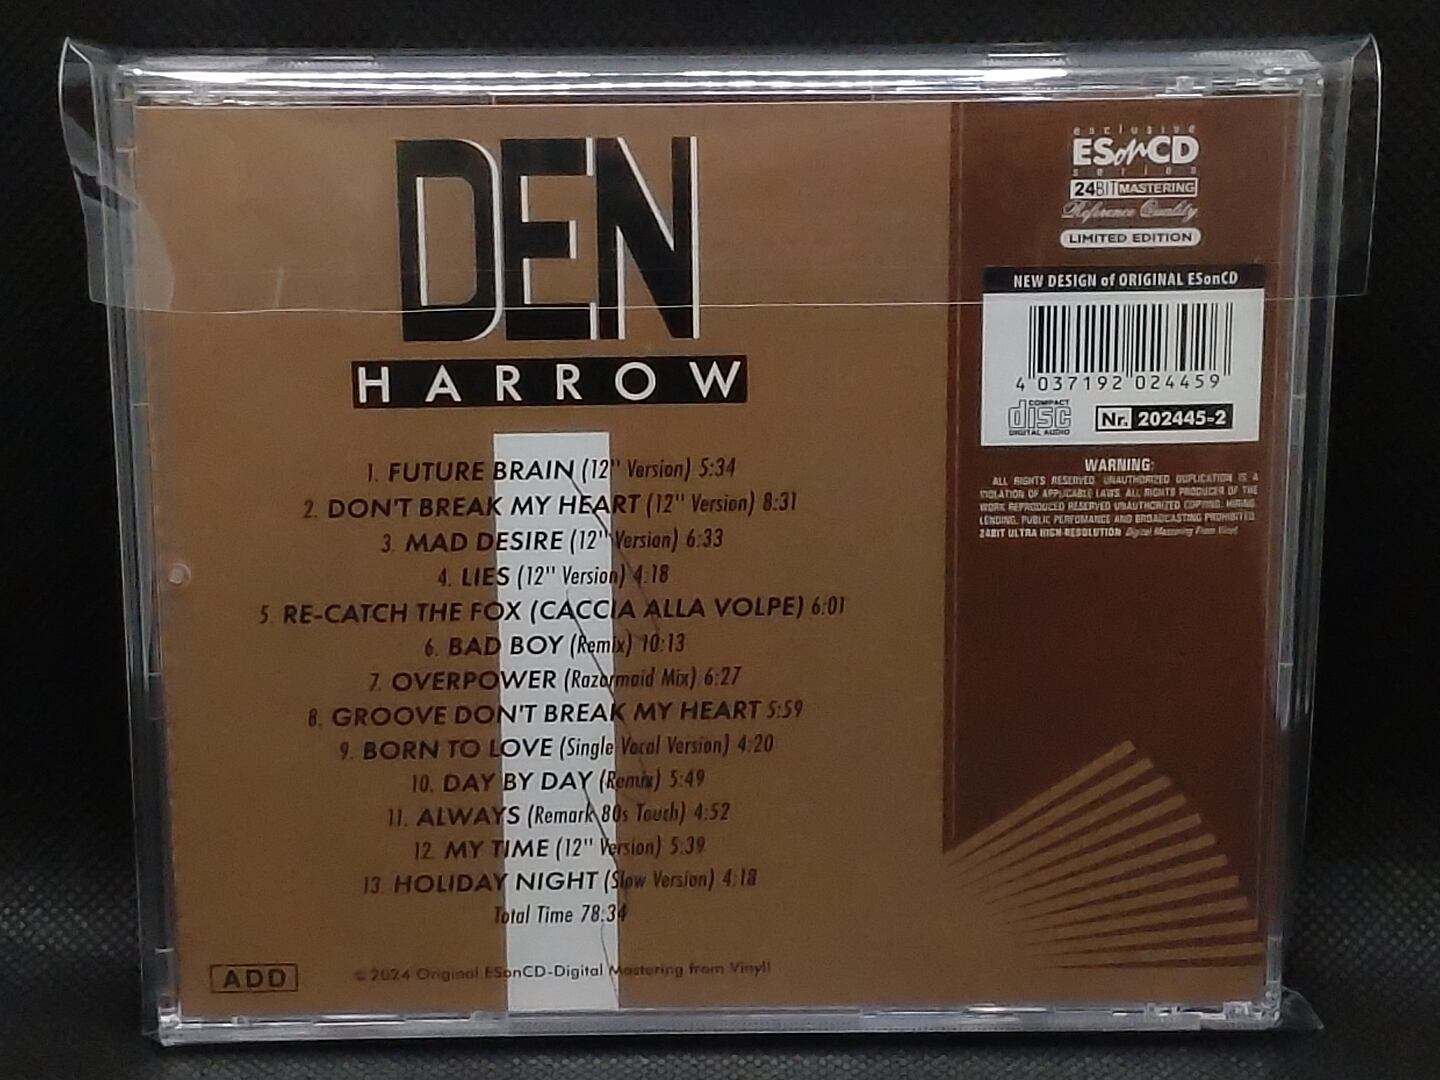 DEN
HARROW
1. FUTURE BRAIN (12" Version) 5:34
2. DON'T BREAK MY HEART (12" Version) 8:31
3. MAD DESIRE (12" Version) 6:33
4. LIES (12" Version) 4:18
5. RE-CATCH THE FOX (CACCIA ALLA VOLPE) 6:01
6. BAD BOY (Remix) 10:13
7. OVERPOWER (Razormaid Mix) 6:27
8. GROOVE DON'T BREAK MY HEART 5:59
9. BORN TO LOVE (Single Vocal Version) 4:20
10. DAY BY DAY (Remix) 5:49
11. ALWAYS (Remark 80s Touch) 4:52
12. MY TIME (12" Version) 5:39
13. HOLIDAY NIGHT (Slow Version) 4:18
Total Time 78:34
ADD
© 2024 Original ESonCD-Digital Mastering from Vinyl!
exclusive
ESonCD
series
24BIT MASTERING
Reference Quality
LIMITED EDITION
NEW DESIGN of ORIGINAL ESonCD
4 037192 024459
COMPACT
disc
DIGITAL AUDIO
Nr. 202445-2
WARNING:
ALL RIGHTS RESERVED UNAUTHORIZED DUPLICATION IS A
VIOLATION OF APPLICABLE LAWS. ALL RIGHTS PRODUCER OF THE
WORK REPRODUCED RESERVED UNAUTHORIZED COPYING, HIRING
LENDING, PUBLIC PERFOMANCE AND BROADCASTING PROHIBITED
24BIT ULTRA HIGH-RESOLUTION Digital Mastering From Vinyl